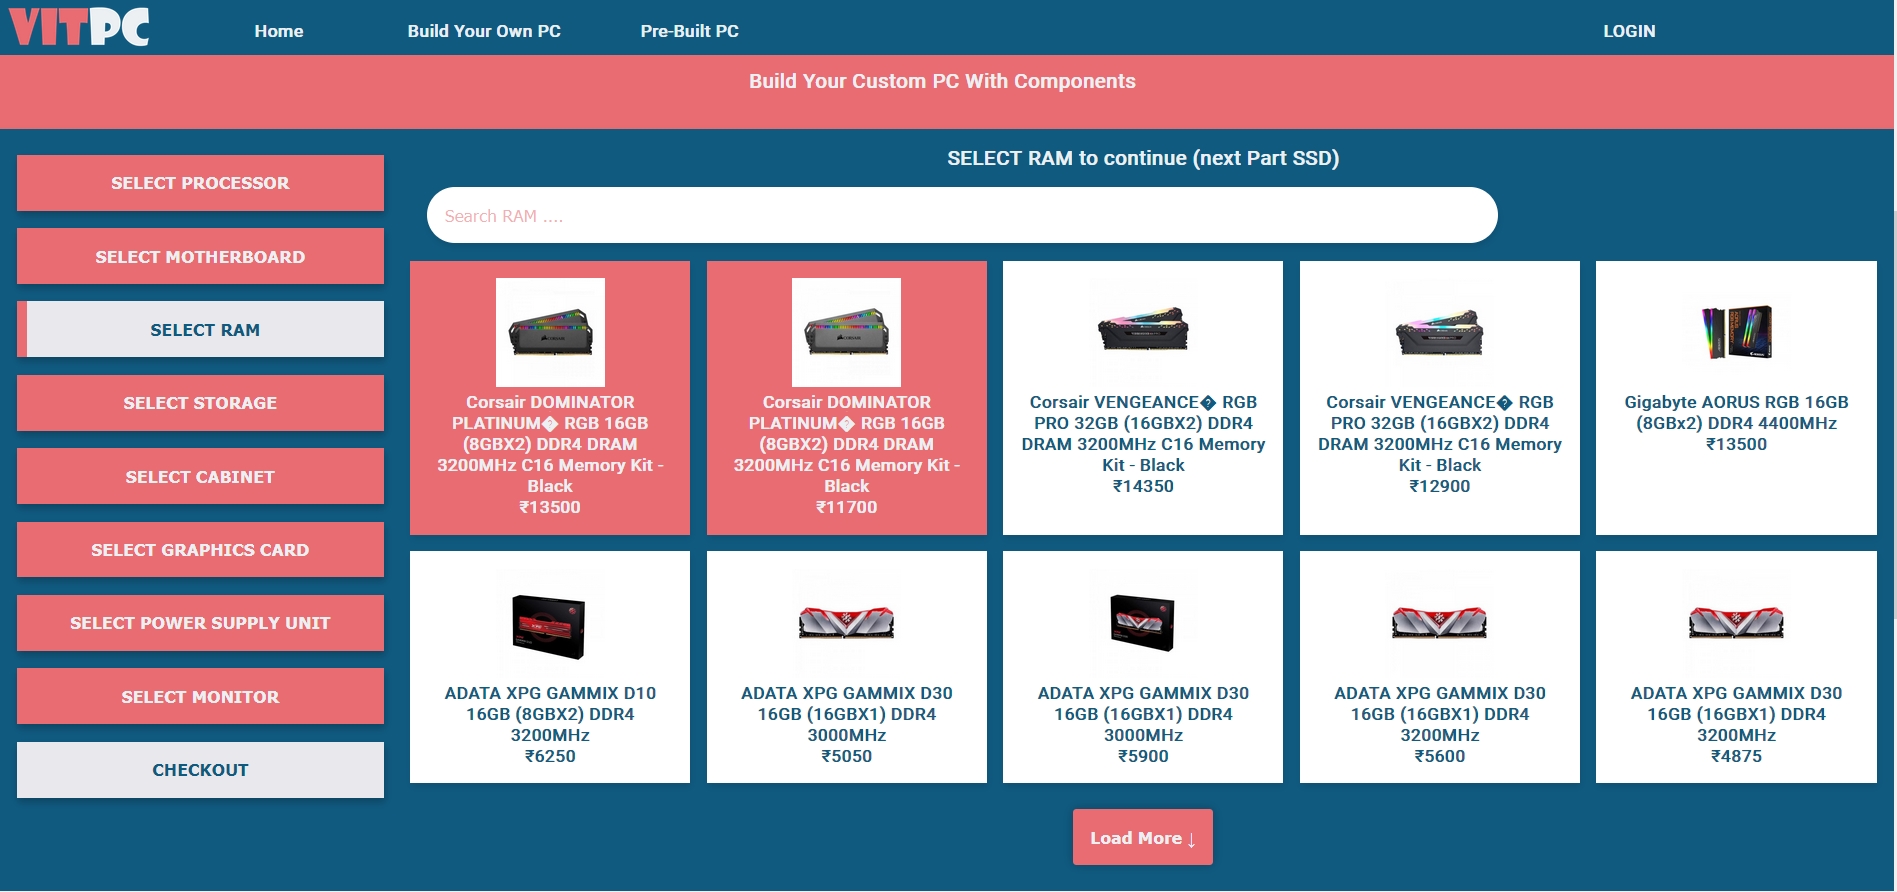 VITPC
Home
Build Your Own PC
Pre-Built PC
LOGIN
Build Your Custom PC With Components
SELECT PROCESSOR
SELECT MOTHERBOARD
SELECT RAM
SELECT STORAGE
SELECT CABINET
SELECT GRAPHICS CARD
SELECT POWER SUPPLY UNIT
SELECT MONITOR
CHECKOUT
SELECT RAM to continue (next Part SSD)
Search RAM ....
Corsair DOMINATOR
PLATINUM� RGB 16GB
(8GBX2) DDR4 DRAM
3200MHz C16 Memory Kit -
Black
₹13500
Corsair DOMINATOR
PLATINUM� RGB 16GB
(8GBX2) DDR4 DRAM
3200MHz C16 Memory Kit -
Black
₹11700
Corsair VENGEANCE� RGB
PRO 32GB (16GBX2) DDR4
DRAM 3200MHz C16 Memory
Kit - Black
₹14350
Corsair VENGEANCE� RGB
PRO 32GB (16GBX2) DDR4
DRAM 3200MHz C16 Memory
Kit - Black
₹12900
Gigabyte AORUS RGB 16GB
(8GBx2) DDR4 4400MHz
₹13500
ADATA XPG GAMMIX D10
16GB (8GBX2) DDR4
3200MHz
₹6250
ADATA XPG GAMMIX D30
16GB (16GBX1) DDR4
3000MHz
₹5050
ADATA XPG GAMMIX D30
16GB (16GBX1) DDR4
3000MHz
₹5900
ADATA XPG GAMMIX D30
16GB (16GBX1) DDR4
3200MHz
₹5600
ADATA XPG GAMMIX D30
16GB (16GBX1) DDR4
3200MHz
₹4875
Load More ↓